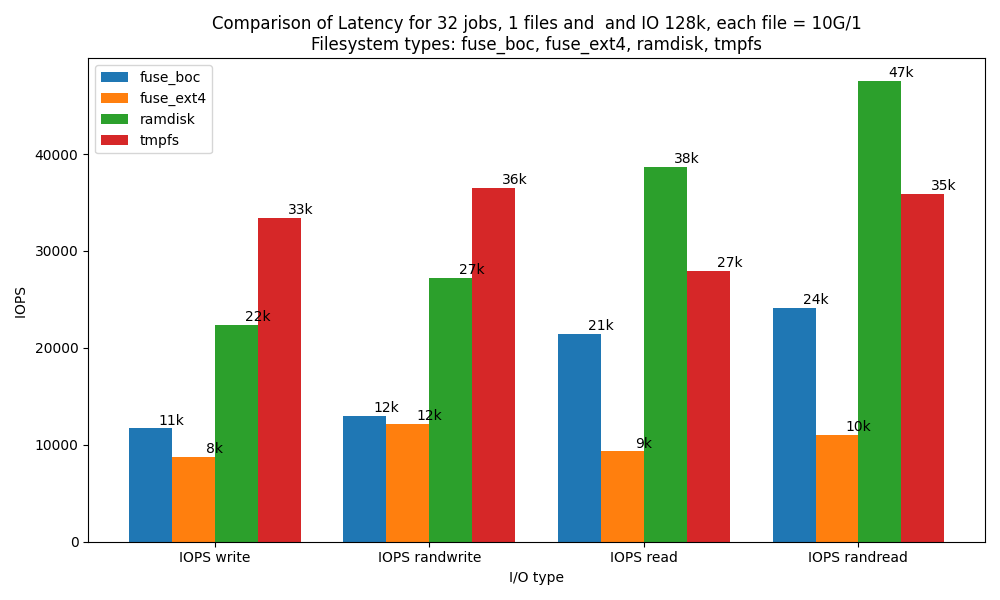 Comparison of Latency for 32 jobs, 1 files and  and IO 128k, each file = 10G/1
Filesystem types: fuse_boc, fuse_ext4, ramdisk, tmpfs
fuse_boc
fuse_ext4
ramdisk
tmpfs
IOPS
40000
30000
20000
10000
0
11k
8k
22k
33k
12k
12k
27k
36k
21k
9k
38k
27k
24k
10k
47k
35k
IOPS write
IOPS randwrite
IOPS read
IOPS randread
I/O type